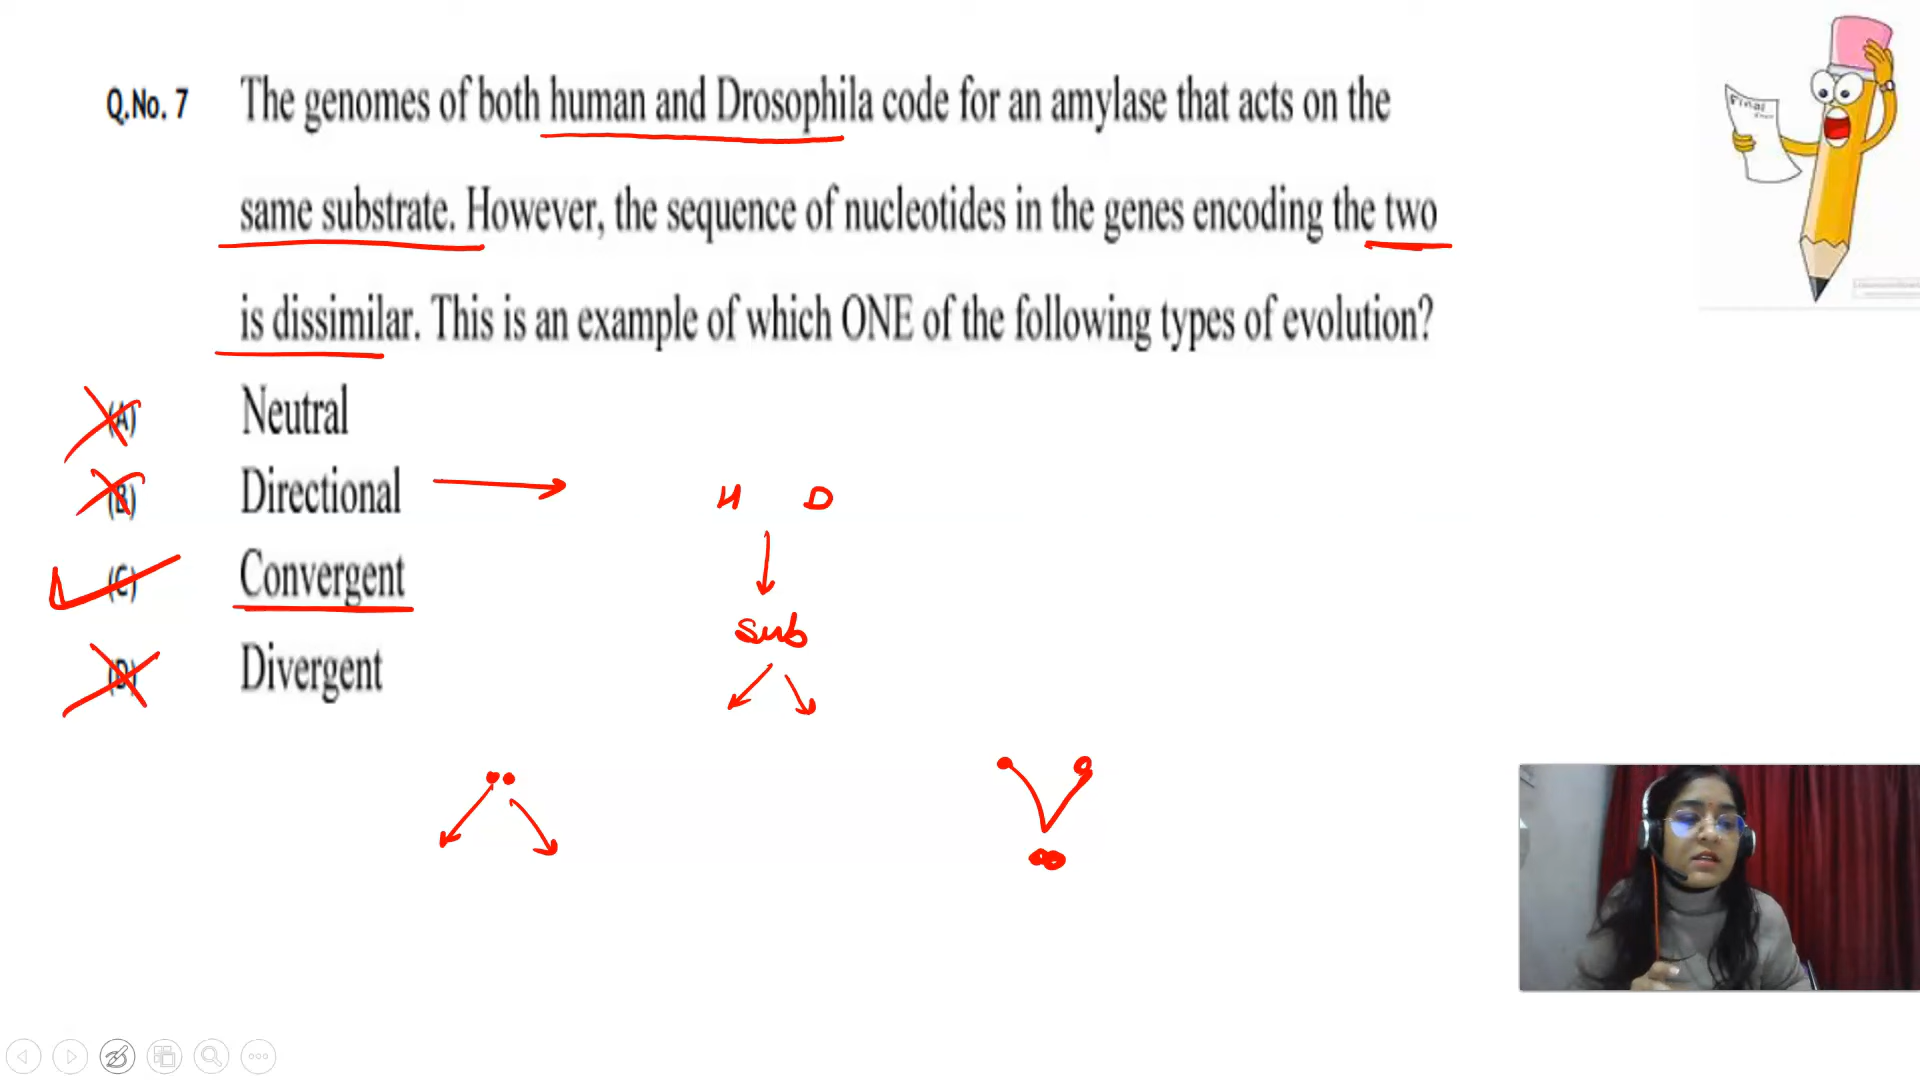 Q.No. 7 The genomes of both human and Drosophila code for an amylase that acts on the
same substrate. However, the sequence of nucleotides in the genes encoding the two
is dissimilar. This is an example of which ONE of the following types of evolution?
(A) Neutral
(B) Directional
(C) Convergent
(D) Divergent
H D
Sub
Final